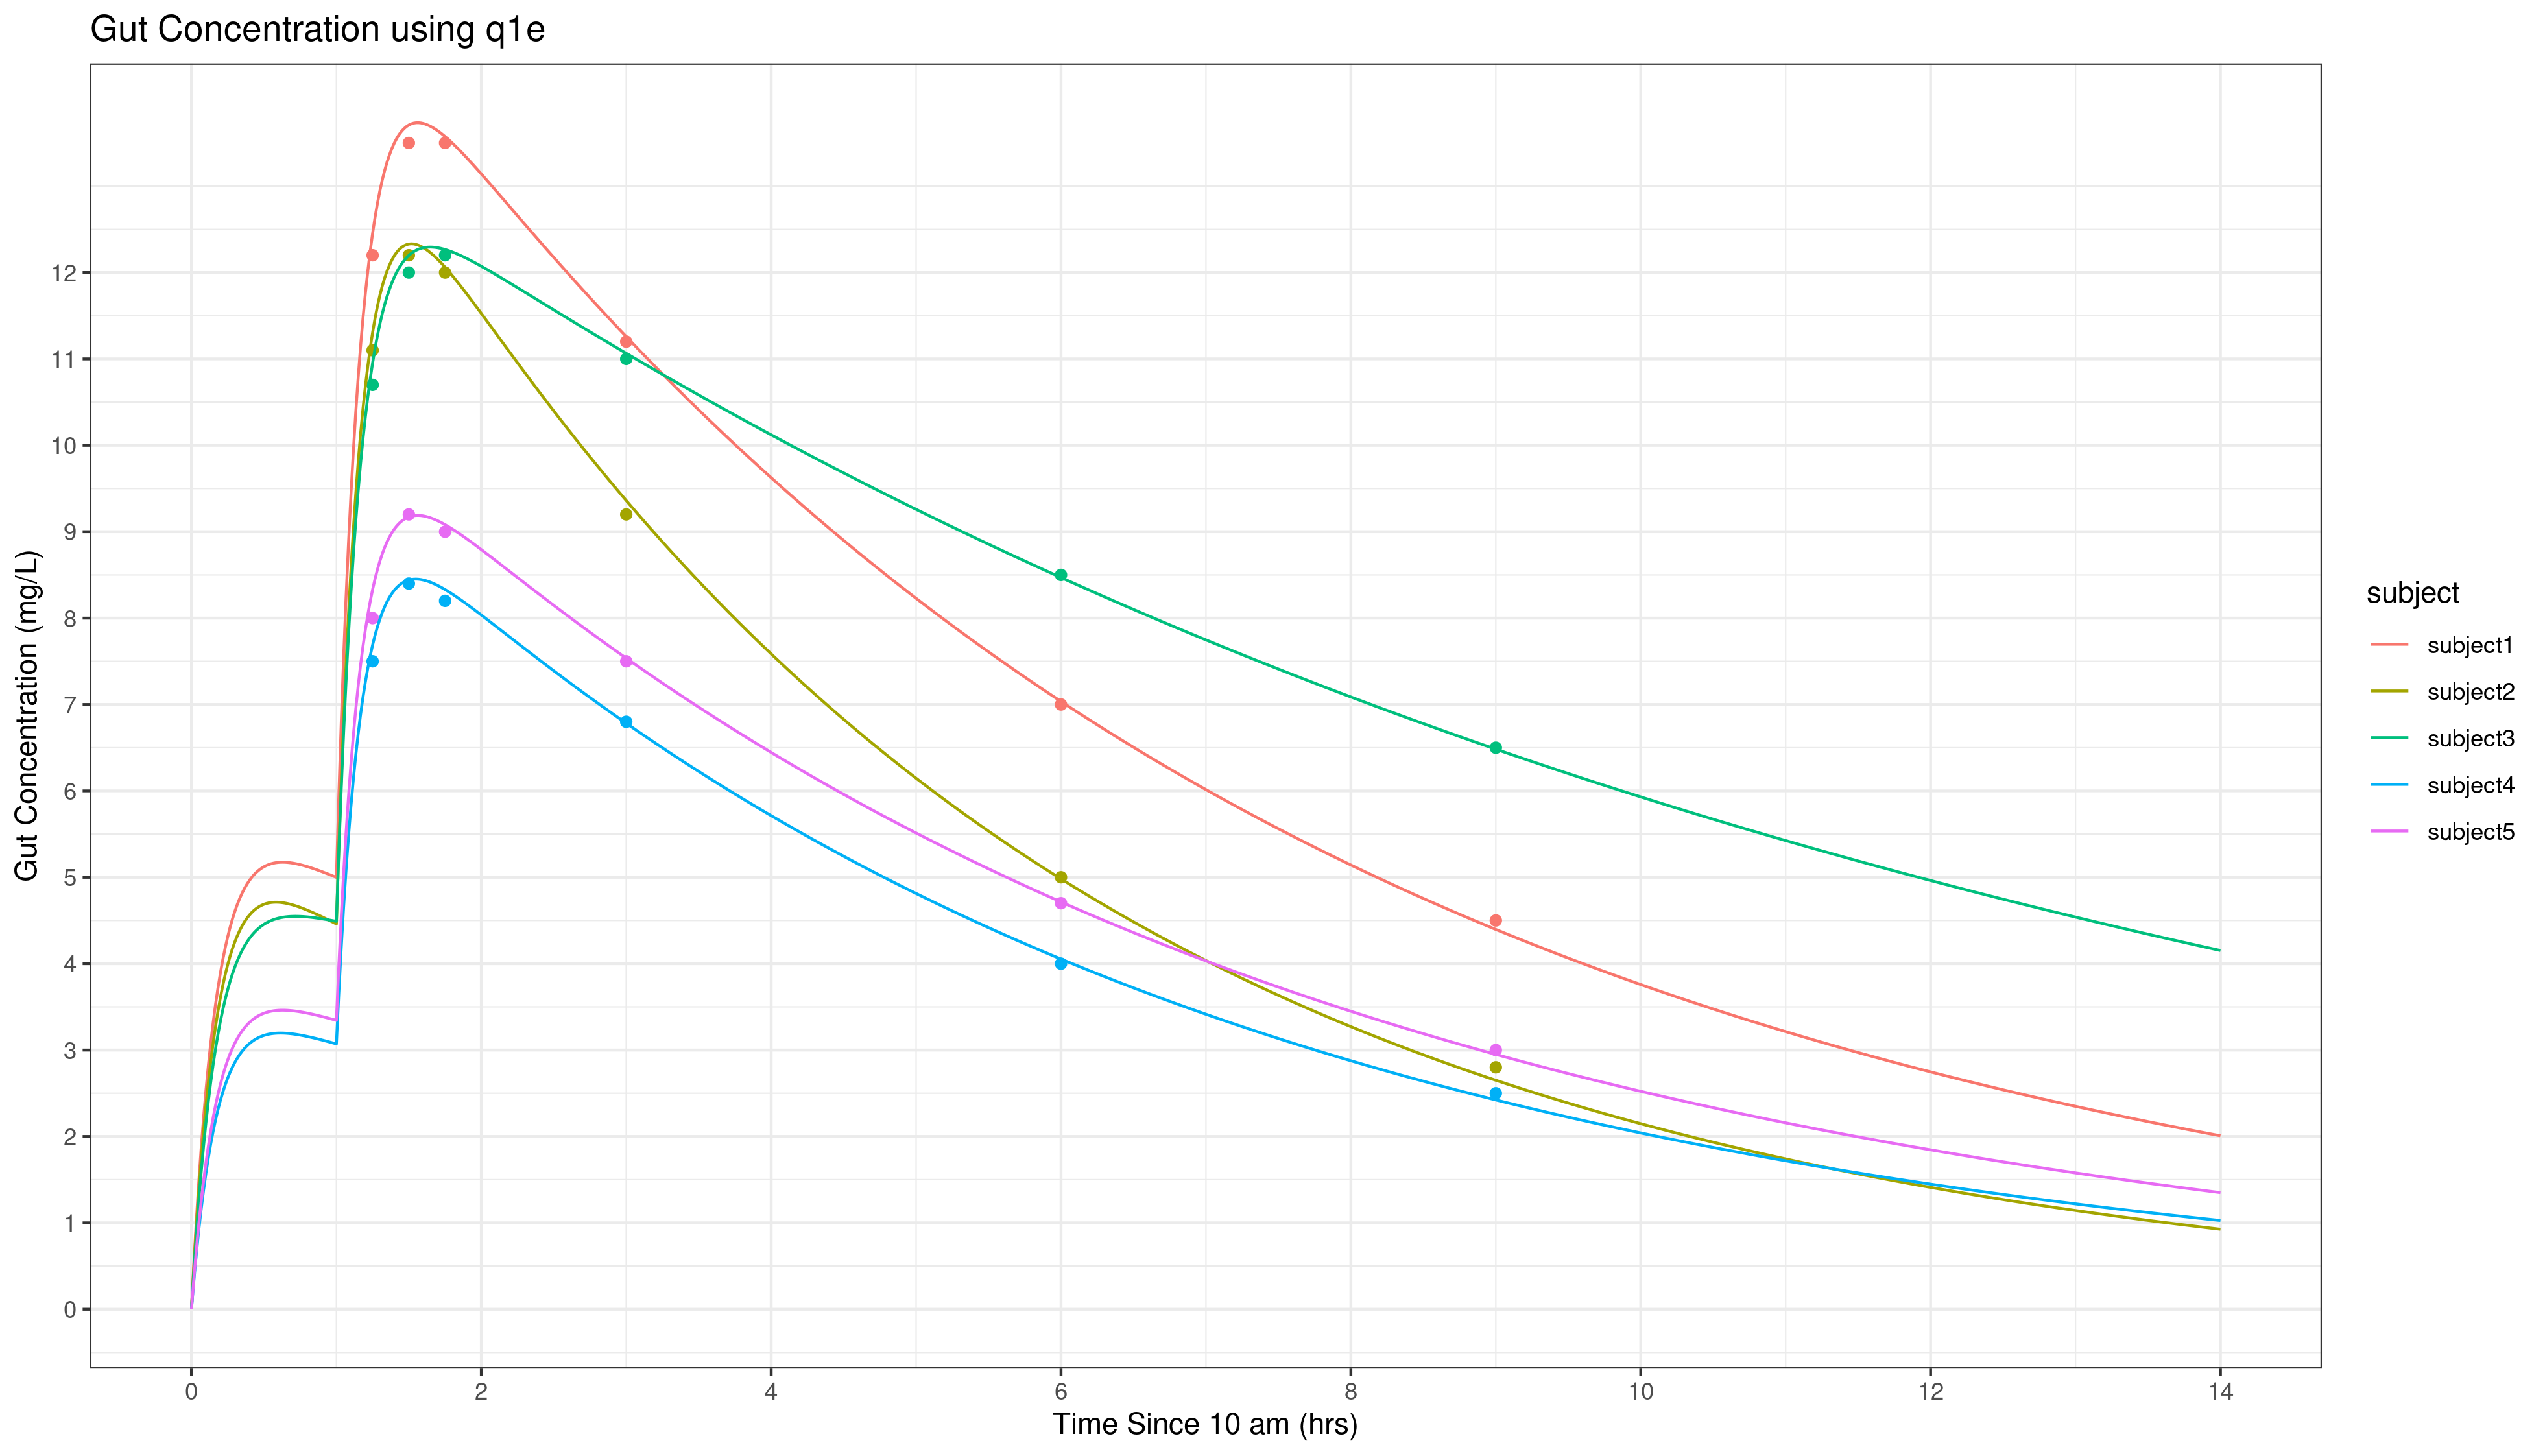 Gut Concentration using q1e
Gut Concentration (mg/L)
12
11
10
9
8
7
6
5
4
3
2
1
0
0 2 4 6 8 10 12 14
Time Since 10 am (hrs)
subject
subject1
subject2
subject3
subject4
subject5